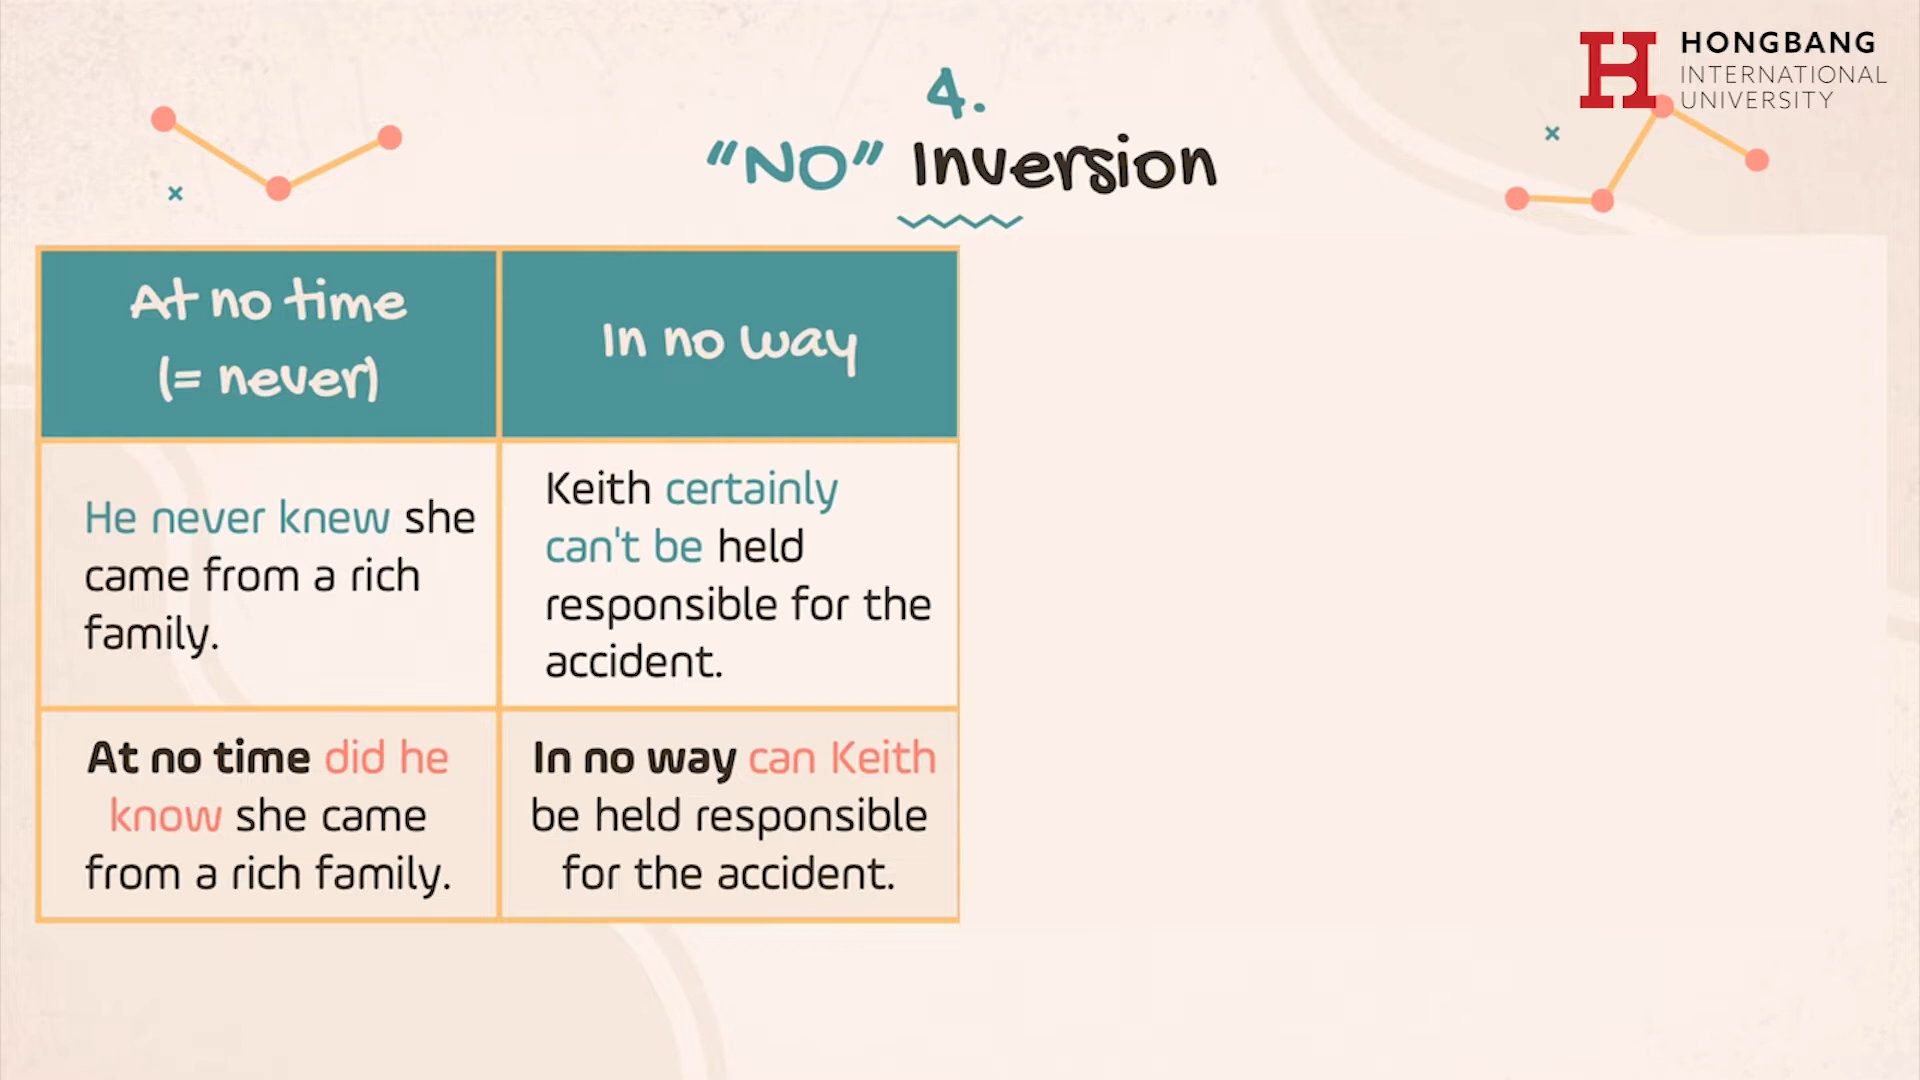 HONGBANG
INTERNATIONAL
UNIVERSITY
4.
“NO” Inversion
At no time
(= never)
In no way
He never knew she
came from a rich
family.
Keith certainly
can't be held
responsible for the
accident.
At no time did he
know she came
from a rich family.
In no way can Keith
be held responsible
for the accident.